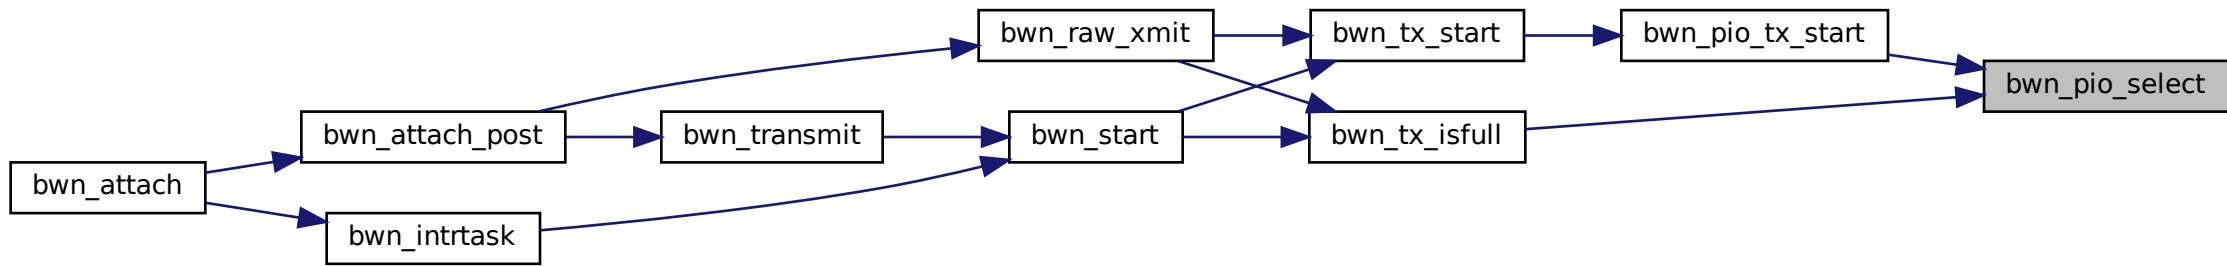 bwn_raw_xmit
bwn_tx_start
bwn_pio_tx_start
bwn_pio_select
bwn_attach_post
bwn_transmit
bwn_start
bwn_tx_isfull
bwn_attach
bwn_intrtask